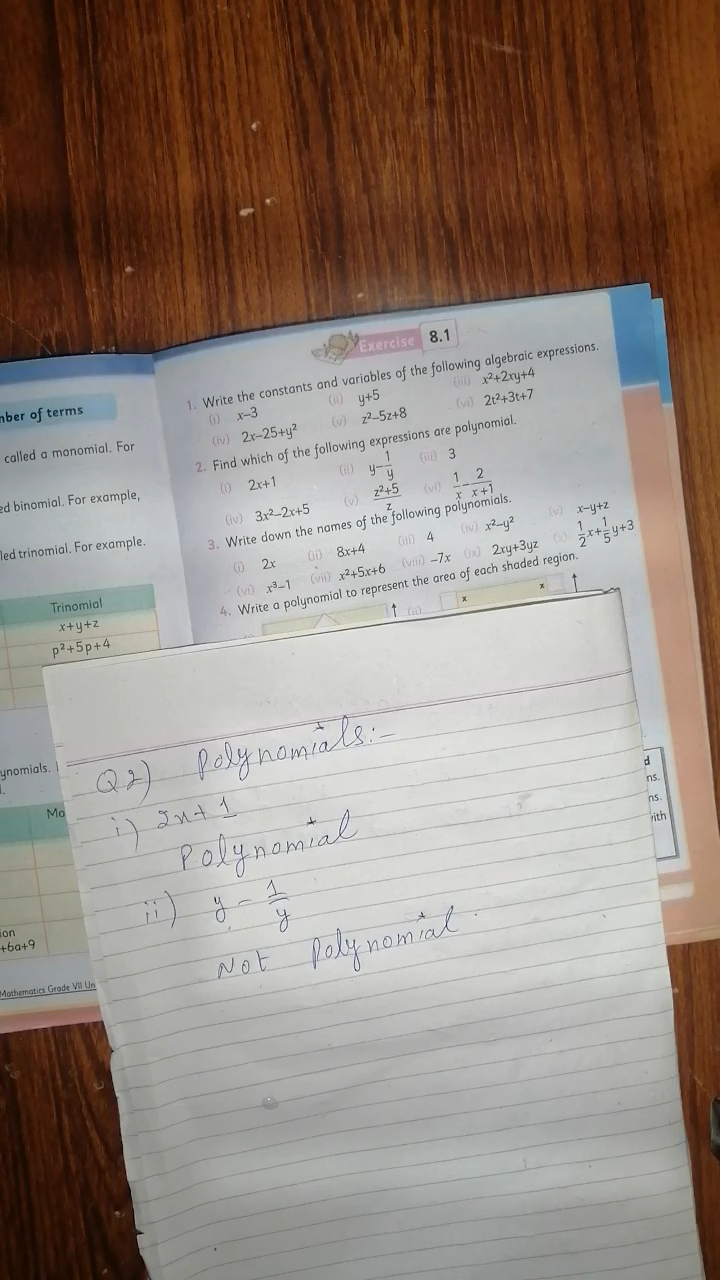 Exercise 8.1
1. Write the constants and variables of the following algebraic expressions.
(i) x–3 (ii) y+5 (iii) x²+2xy+4
(iv) 2x–25+y² (v) z²–5z+8 (vi) 2t²+3t+7
2. Find which of the following expressions are polynomial.
(i) 2x+1 (ii) y–1/y (iii) 3
(iv) 3x²–2x+5 (v) z²+5/z (vi) 1/x–2/x+1
3. Write down the names of the following polynomials.
(i) 2x (ii) 8x+4 (iii) 4 (iv) x²–y² (v) x–y+z
(vi) x³–1 (vii) x²+5x+6 (viii) –7x (ix) 2xy+3yz (x) 1/2x+1/5y+3
4. Write a polynomial to represent the area of each shaded region.
(ii) x x
mber of terms
called a monomial. For
ed binomial. For example,
led trinomial. For example.
Trinomial
x+y+z
p²+5p+4
ynomials.
Mo
ion
+6a+9
Mathematics Grade VII Un
d
ns.
ns.
ith
Q2) Polynomials:-
i) 2x+1
Polynomial
ii) y - 1/y
Not Polynomial.